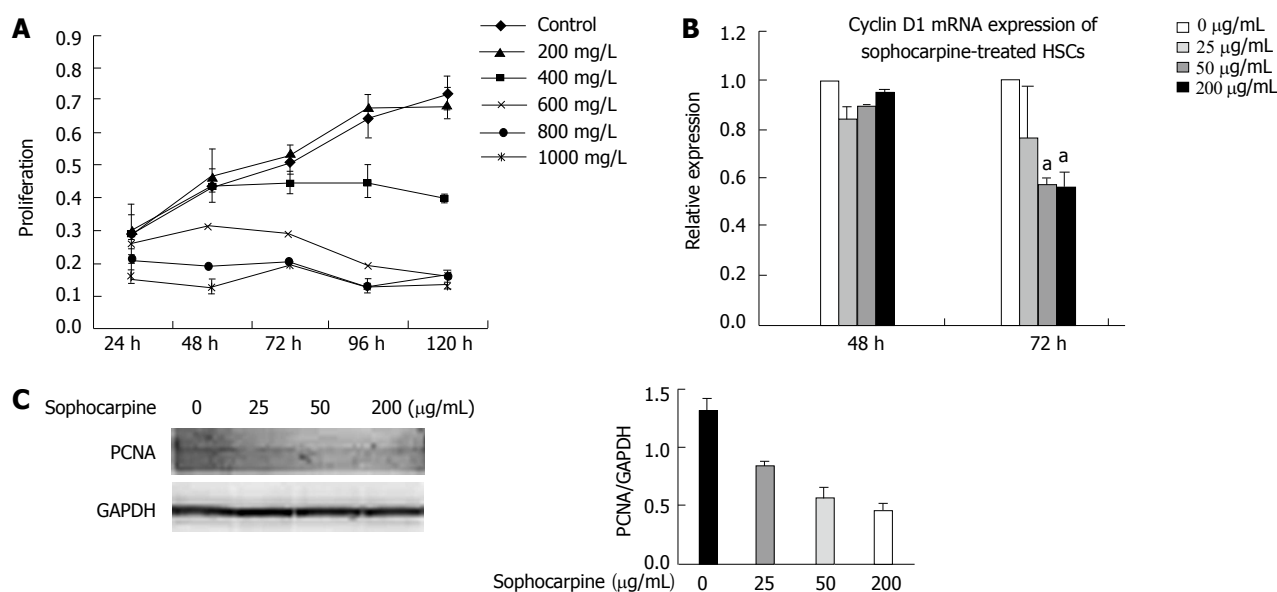 A
0.9
0.8
0.7
0.6
0.5
0.4
0.3
0.2
0.1
0.0
Proliferation
24 h 48 h 72 h 96 h 120 h
Control
200 mg/L
400 mg/L
600 mg/L
800 mg/L
1000 mg/L
B
Cyclin D1 mRNA expression of
sophocarpine-treated HSCs
1.2
1.0
0.8
0.6
0.4
0.2
0.0
Relative expression
a a
48 h 72 h
0 μg/mL
25 μg/mL
50 μg/mL
200 μg/mL
C
Sophocarpine 0 25 50 200 (μg/mL)
PCNA
GAPDH
1.5
1.0
0.5
0.0
PCNA/GAPDH
Sophocarpine (μg/mL) 0 25 50 200